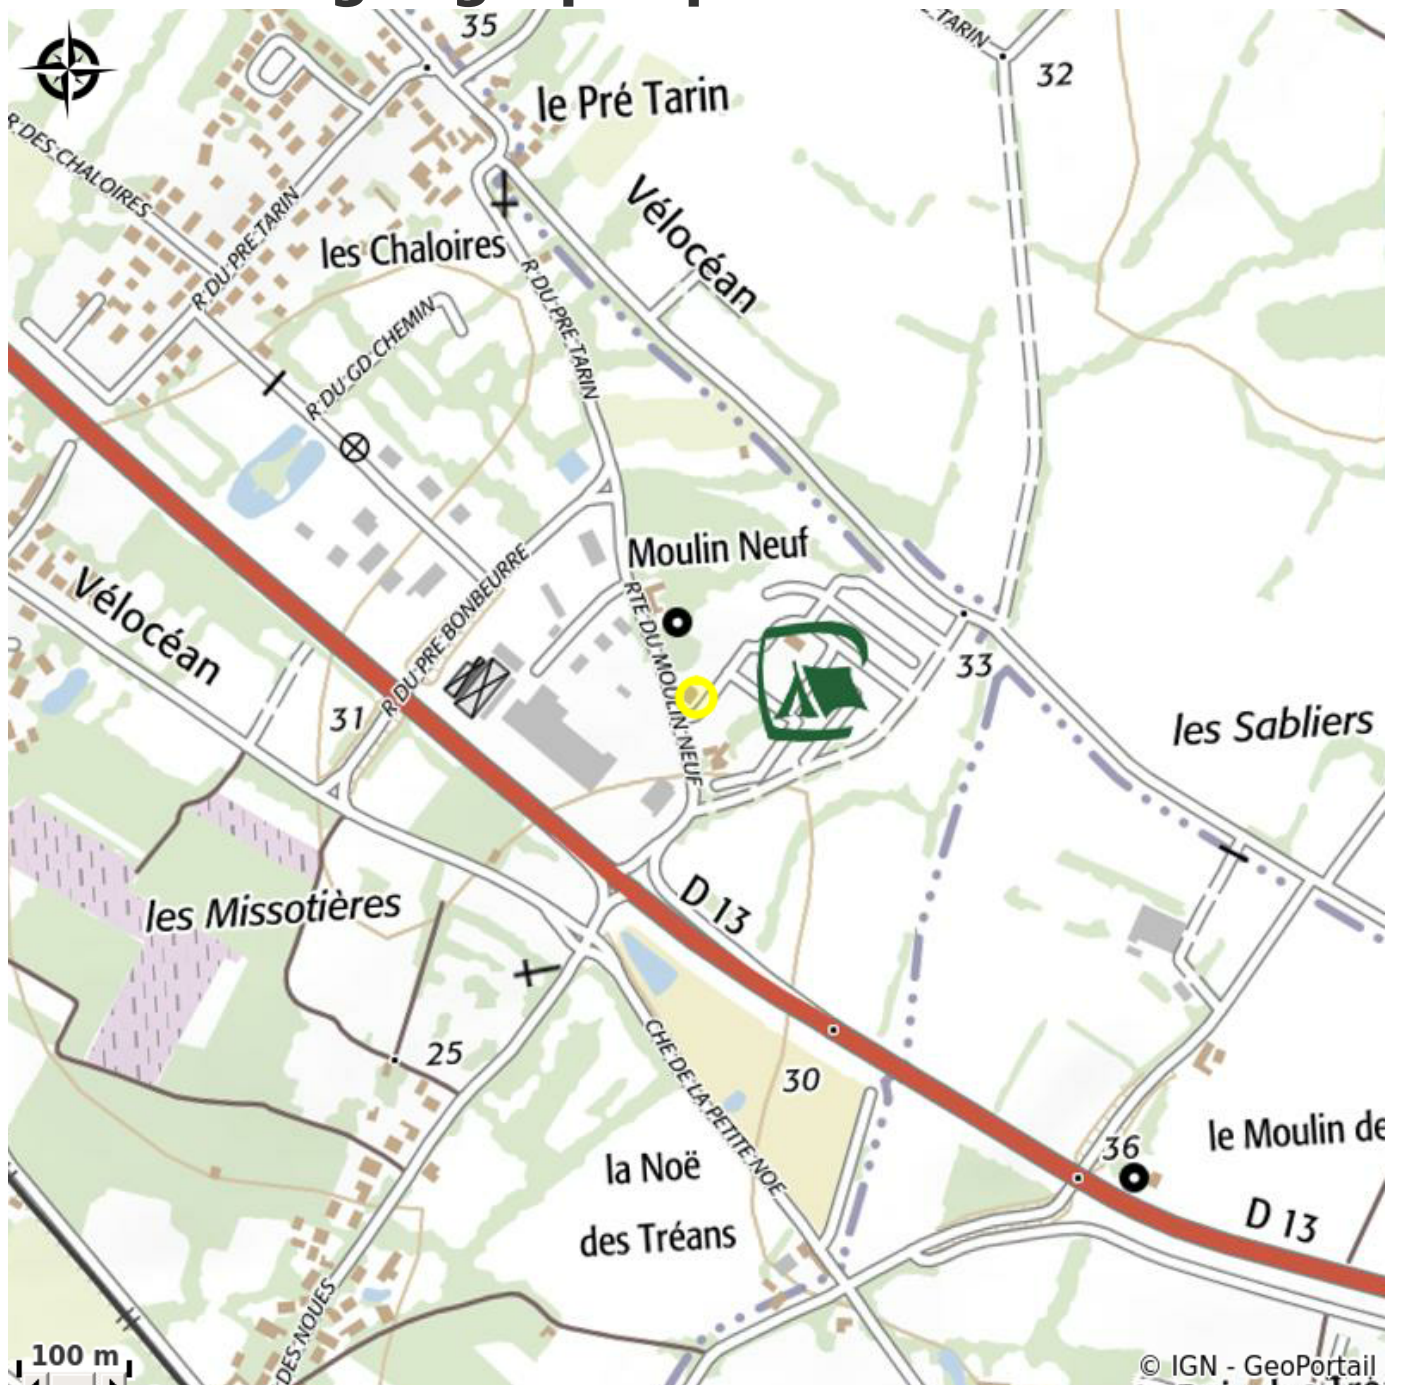 35
TARIN
32
le Pré Tarin
R DES CHALOIRES
Vélocéan
R DU PRE TARIN
les Chaloires
R DU PRE TARIN
R DU GD CHEMIN
Moulin Neuf
R DU PRE BONBEURRE
Vélocéan
RTE DU MOULIN NEUF
33
31
les Sabliers
D 13
les Missotières
25
30
CHE DE LA PETITE NOE
36
le Moulin de
la Noë
des Tréans
D 13
DES NOUES
100 m
© IGN - GeoPortail